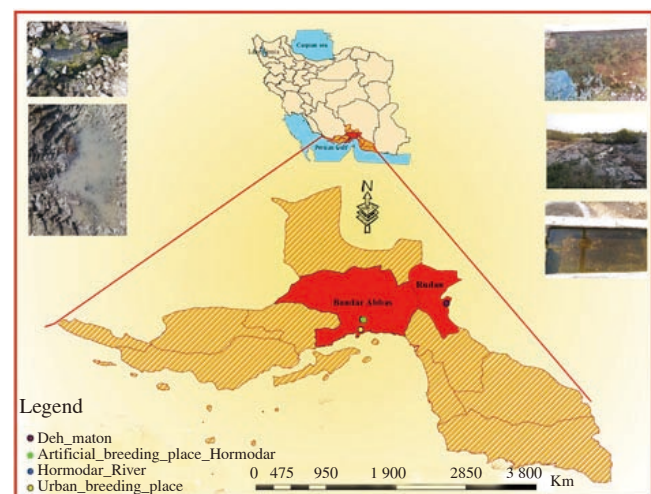 Caspian sea
Persian Gulf
N
Rudan
Bandar Abbas
Legend
Deh_maton
Artificial_breeding_place_Hormodar
Hormodar_River
Urban_breeding_place
0 475 950 1 900 2850 3 800 Km